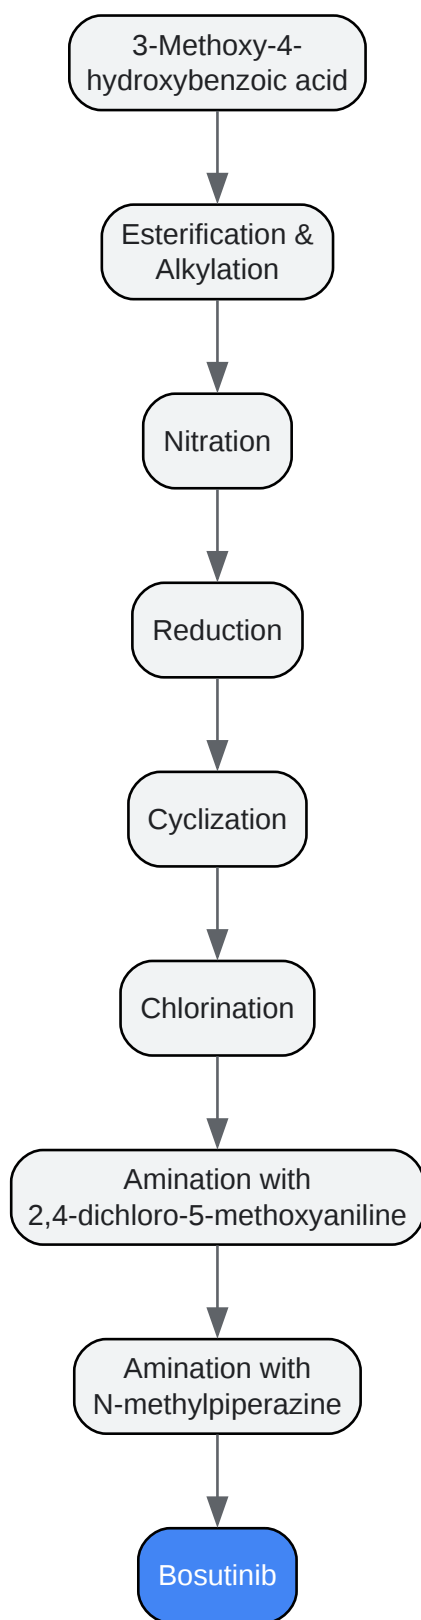 3-Methoxy-4-
hydroxybenzoic acid
Esterification &
Alkylation
Nitration
Reduction
Cyclization
Chlorination
Amination with
2,4-dichloro-5-methoxyaniline
Amination with
N-methylpiperazine
Bosutinib